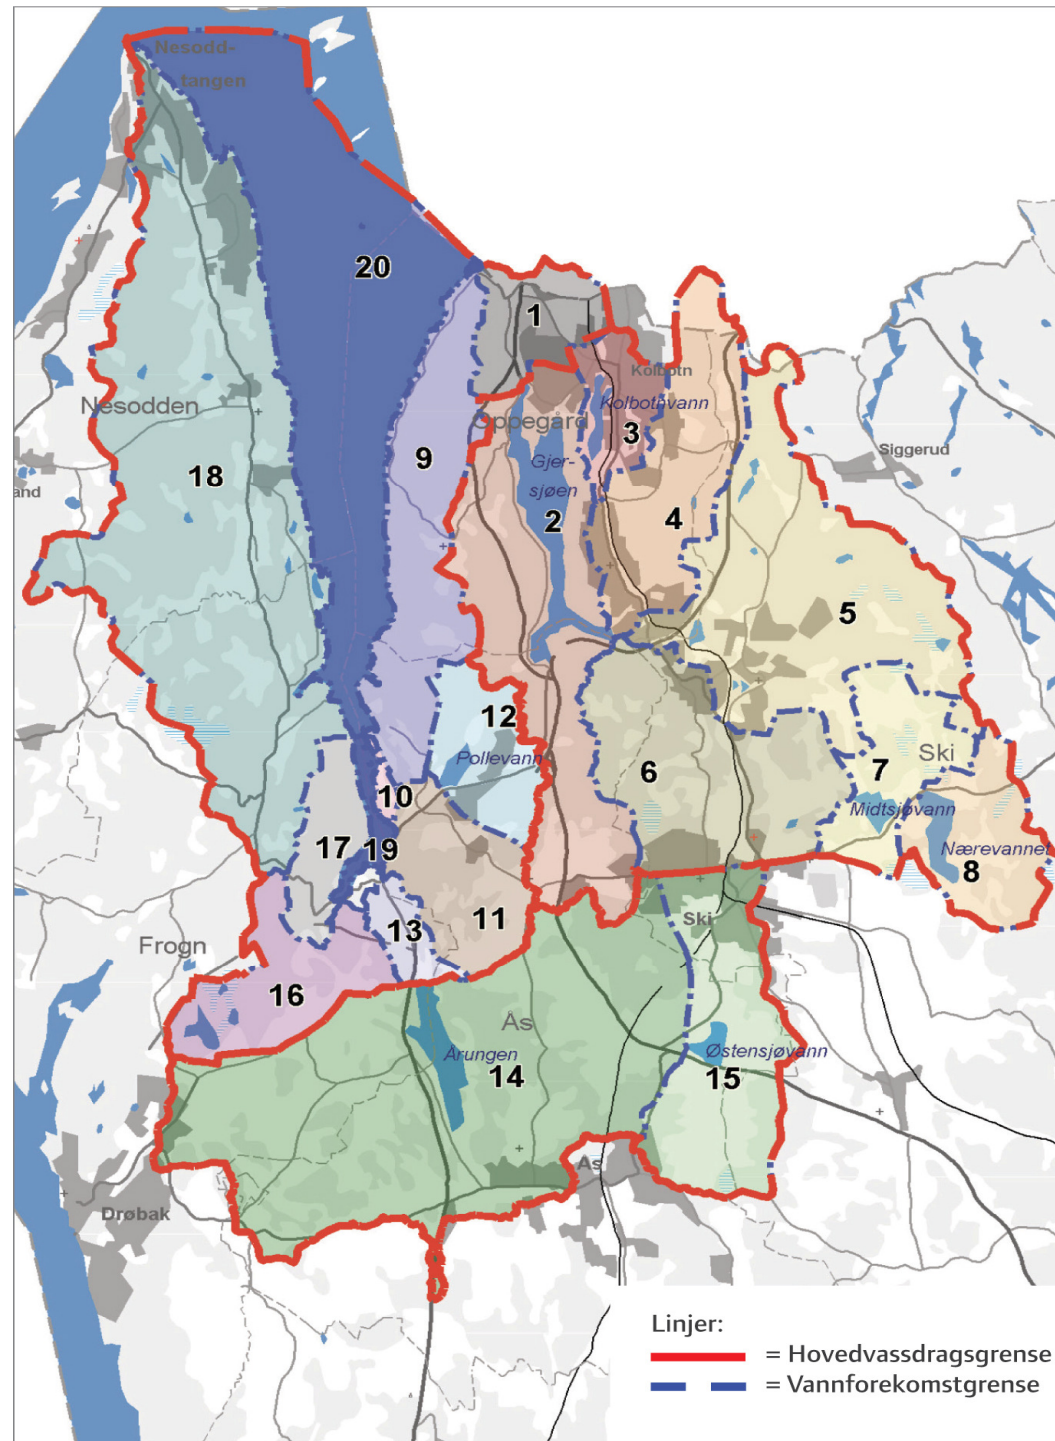 Nesodd-
tangen
20
1
Kolbotn
Nesodden
Oppegård
Kolbotnvann
3
9
Gjer-
sjøen
Siggerud
18
2
4
and
5
12
Pollevann
6
7
Ski
10
Midtsjøvann
17
19
Nærevannet
8
11
13
Ski
Frogn
16
Ås
Årungen
14
Østensjøvann
15
Ås
Drøbak
Linjer:
= Hovedvassdragsgrense
= Vannforekomstgrense